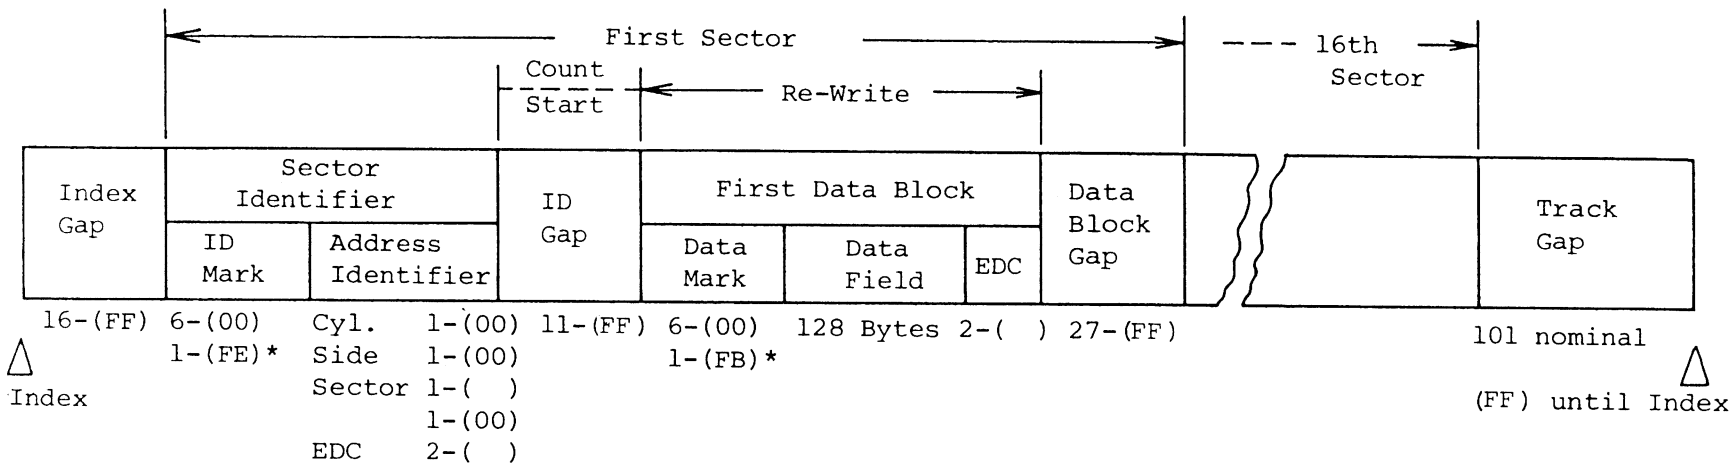 First Sector
16th
Sector
Count
Start
Re-Write
Index
Gap
Sector
Identifier
ID
Mark
Address
Identifier
ID
Gap
First Data Block
Data
Mark
Data
Field
EDC
Data
Block
Gap
Track
Gap
16-(FF)
6-(00)
1-(FE)*
Cyl. 1-(00)
Side 1-(00)
Sector 1-( )
1-(00)
EDC 2-( )
11-(FF)
6-(00)
1-(FB)*
128 Bytes
2-( )
27-(FF)
101 nominal
(FF) until Index
Index